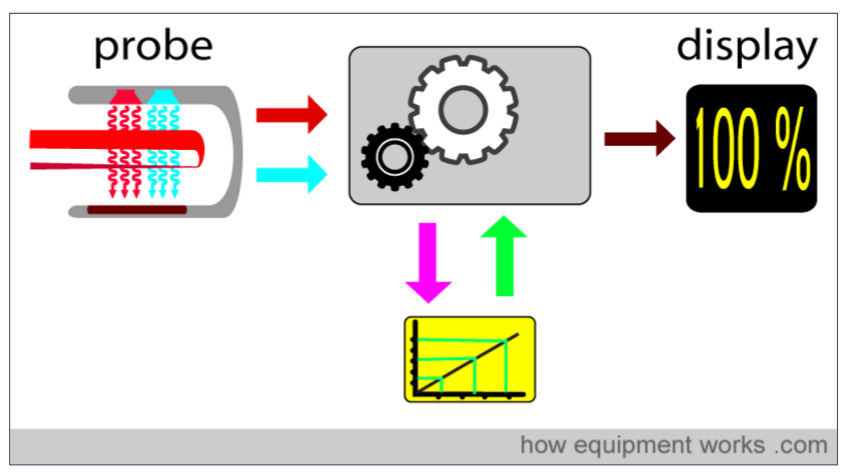 probe
display
100 %
how equipment works .com